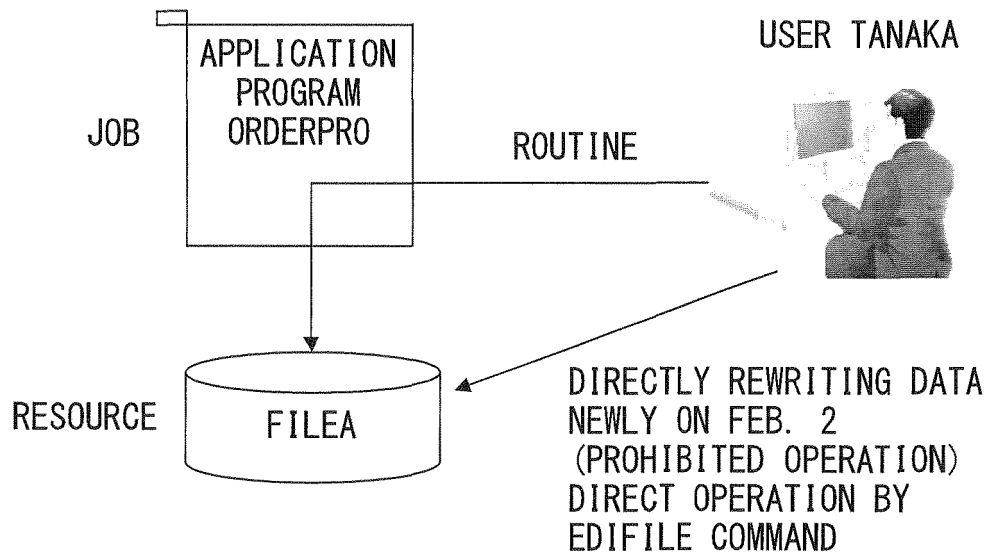 USER TANAKA
APPLICATION
PROGRAM
ORDERPRO
JOB
ROUTINE
RESOURCE
FILEA
DIRECTLY REWRITING DATA
NEWLY ON FEB. 2
(PROHIBITED OPERATION)
DIRECT OPERATION BY
EDIFILE COMMAND